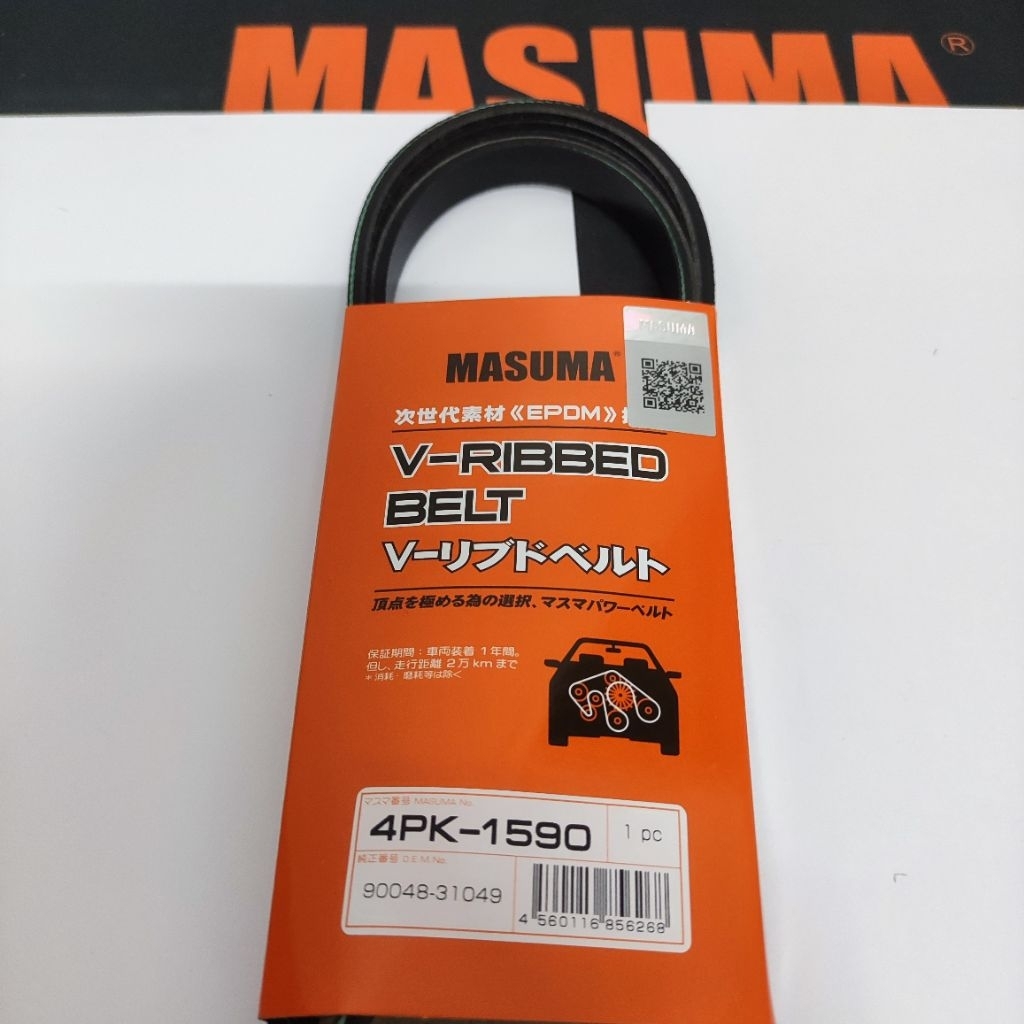 MASUMA®
MASUMA®
MASUMA
次世代素材《EPDM》
V-RIBBED
BELT
V-リブドベルト
頂点を極める為の選択、マスマパワーベルト
保証期間：車両装着 1年間。
但し、走行距離 2万kmまで
＊消耗・磨耗等は除く
マスマ番号 MASUMA No.
4PK-1590
1 pc
純正番号 O.E.M.No.
90048-31049
4 560116 856268